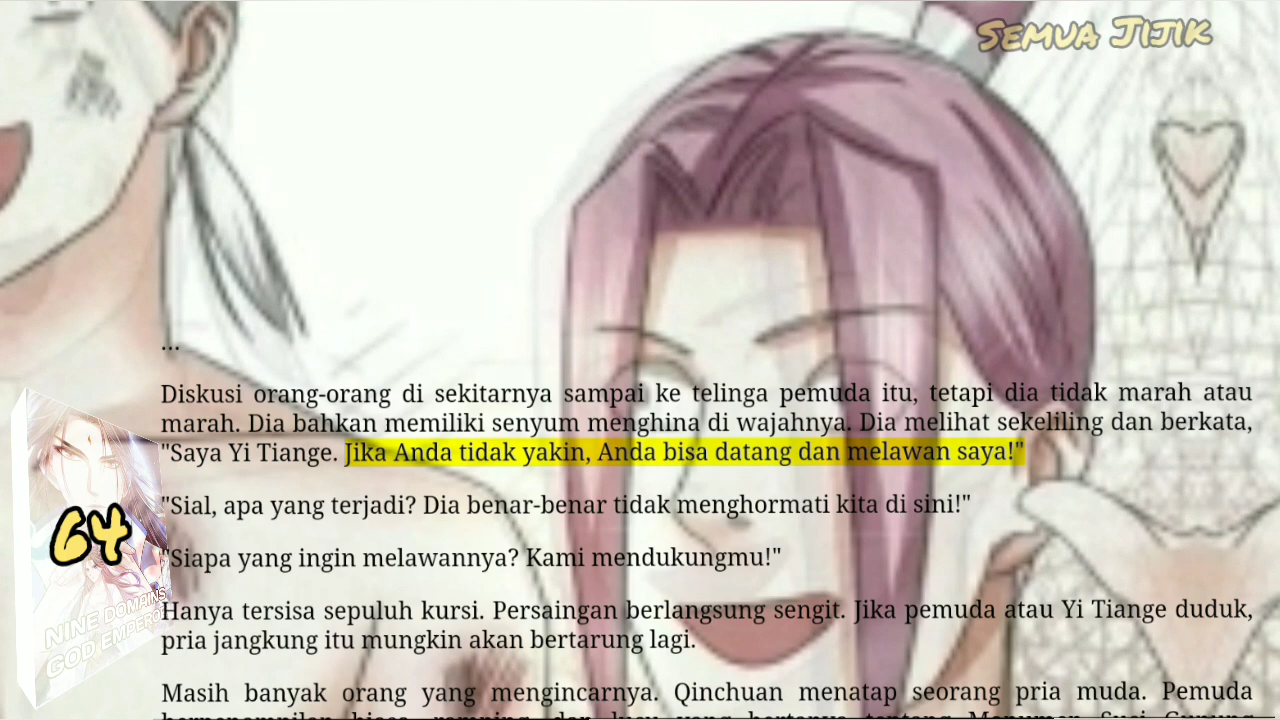 Semua Jijik
...
Diskusi orang-orang di sekitarnya sampai ke telinga pemuda itu, tetapi dia tidak marah atau
marah. Dia bahkan memiliki senyum menghina di wajahnya. Dia melihat sekeliling dan berkata,
"Saya Yi Tiange. Jika Anda tidak yakin, Anda bisa datang dan melawan saya!"
"Sial, apa yang terjadi? Dia benar-benar tidak menghormati kita di sini!"
64
"Siapa yang ingin melawannya? Kami mendukungmu!"
NINE DOMAINS
GOD EMPEROR
Hanya tersisa sepuluh kursi. Persaingan berlangsung sengit. Jika pemuda atau Yi Tiange duduk,
pria jangkung itu mungkin akan bertarung lagi.
Masih banyak orang yang mengincarnya. Qinchuan menatap seorang pria muda. Pemuda